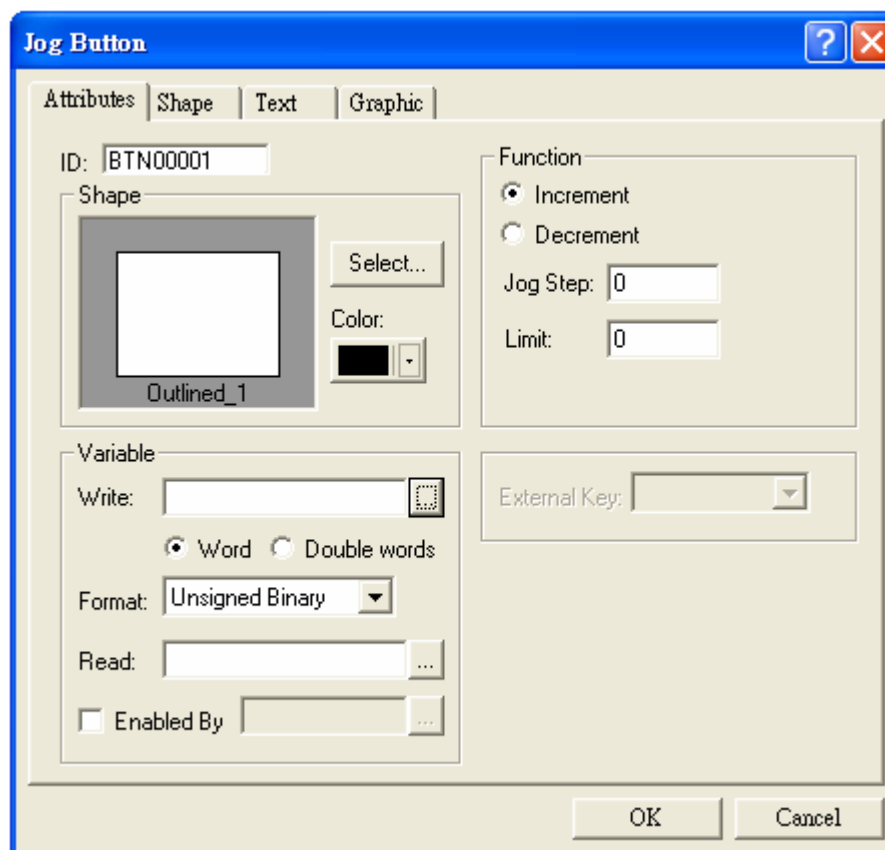 Jog Button
Attributes Shape Text Graphic
ID: BTN00001
Shape
Outlined_1
Select...
Color:
Function
Increment
Decrement
Jog Step: 0
Limit: 0
Variable
Write:
Word Double words
Format: Unsigned Binary
Read: ...
Enabled By ...
External Key:
OK Cancel